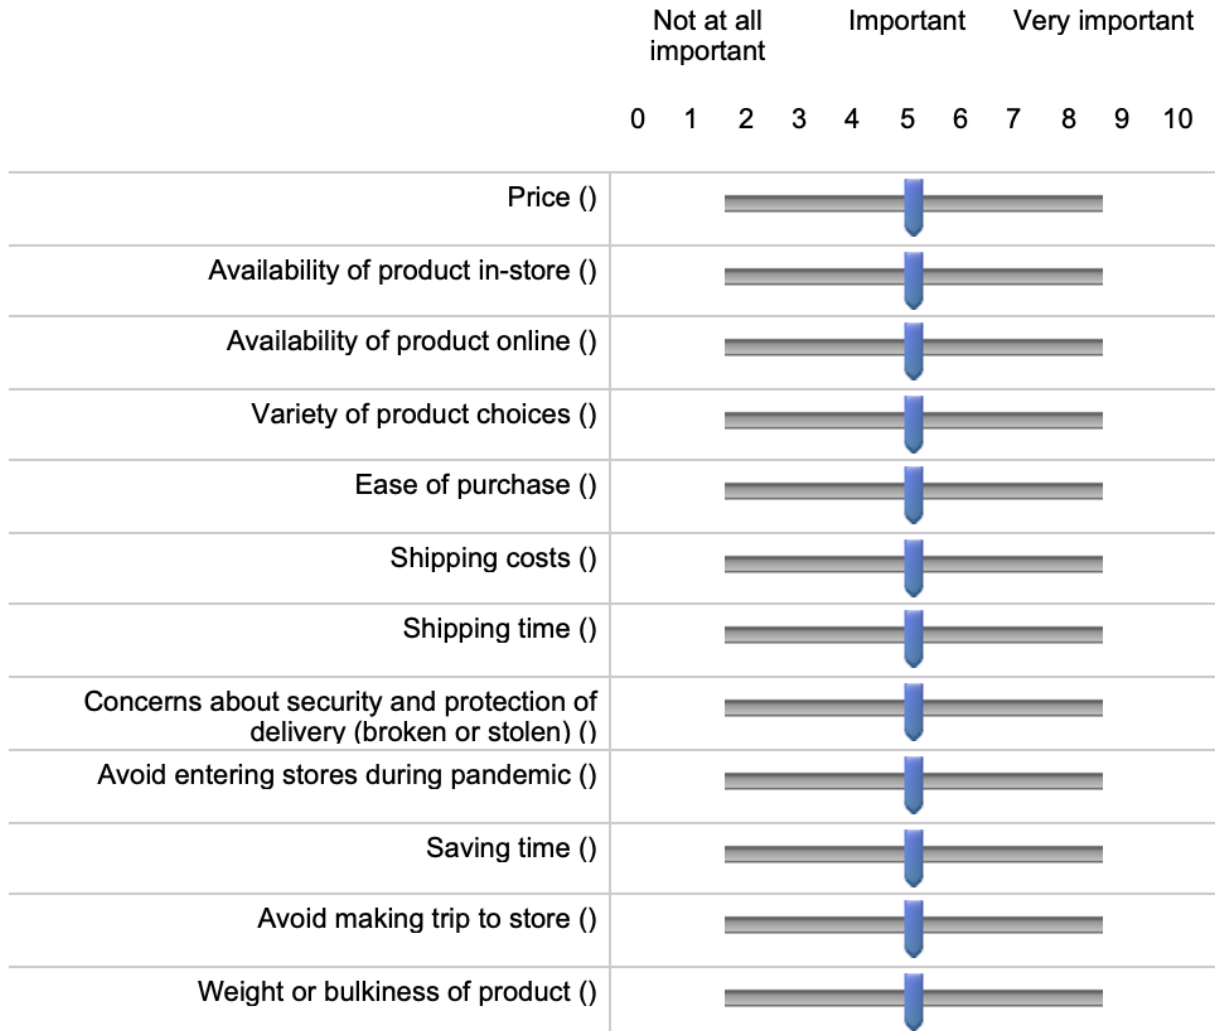 Not at all important Important Very important
0 1 2 3 4 5 6 7 8 9 10
Price ()
Availability of product in-store ()
Availability of product online ()
Variety of product choices ()
Ease of purchase ()
Shipping costs ()
Shipping time ()
Concerns about security and protection of
delivery (broken or stolen) ()
Avoid entering stores during pandemic ()
Saving time ()
Avoid making trip to store ()
Weight or bulkiness of product ()